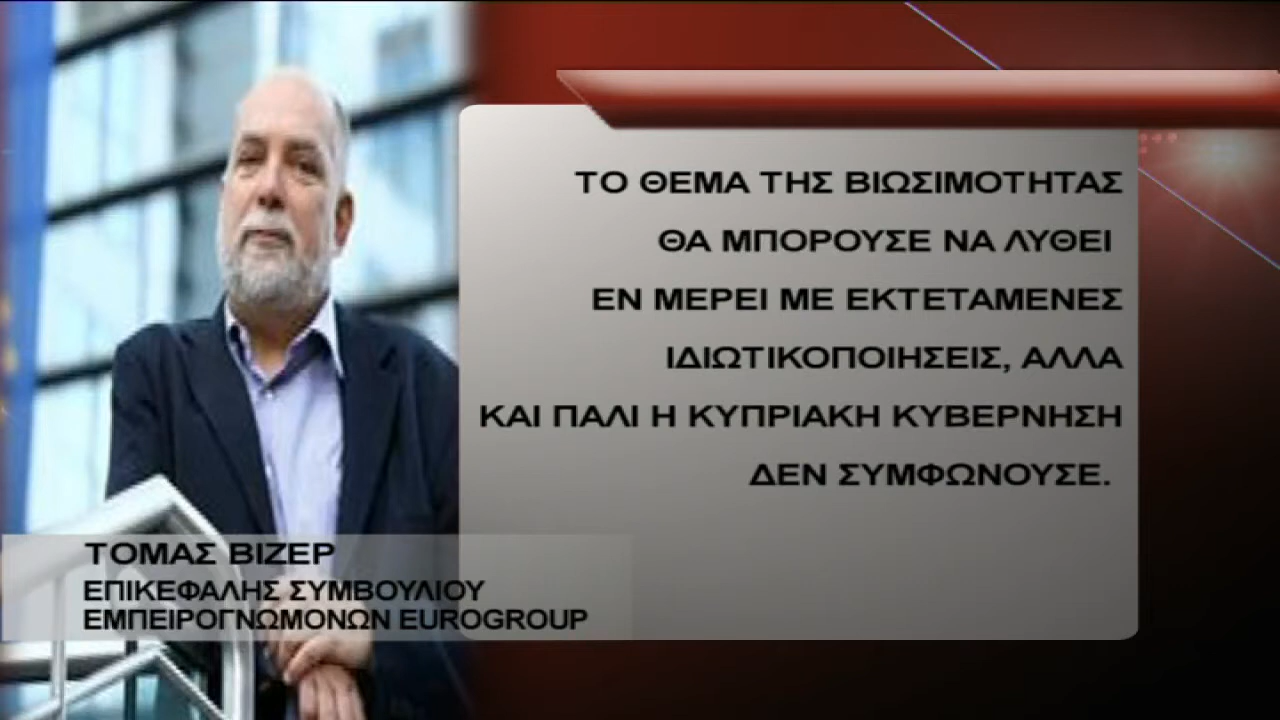 ΤΟ ΘΕΜΑ ΤΗΣ ΒΙΩΣΙΜΟΤΗΤΑΣ
ΘΑ ΜΠΟΡΟΥΣΕ ΝΑ ΛΥΘΕΙ
ΕΝ ΜΕΡΕΙ ΜΕ ΕΚΤΕΤΑΜΕΝΕΣ
ΙΔΙΩΤΙΚΟΠΟΙΗΣΕΙΣ, ΑΛΛΑ
ΚΑΙ ΠΑΛΙ Η ΚΥΠΡΙΑΚΗ ΚΥΒΕΡΝΗΣΗ
ΔΕΝ ΣΥΜΦΩΝΟΥΣΕ.
ΤΟΜΑΣ ΒΙΖΕΡ
ΕΠΙΚΕΦΑΛΗΣ ΣΥΜΒΟΥΛΙΟΥ
ΕΜΠΕΙΡΟΓΝΩΜΟΝΩΝ EUROGROUP